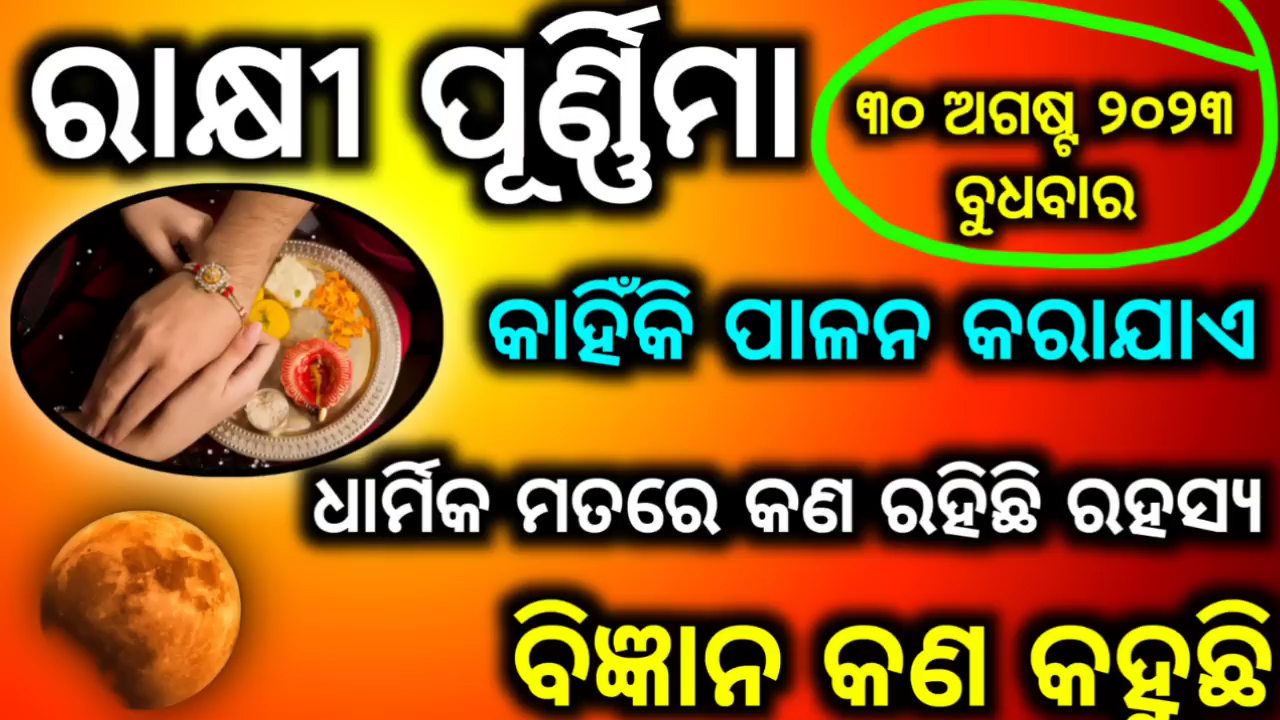 ରାକ୍ଷୀ ପୂର୍ଣ୍ଣିମା
୩୦ ଅଗଷ୍ଟ ୨୦୨୩
ବୁଧବାର
କାହିଁକି ପାଳନ କରାଯାଏ
ଧାର୍ମିକ ମତରେ କଣ ରହିଛି ରହସ୍ୟ
ବିଜ୍ଞାନ କଣ କହୁଛି